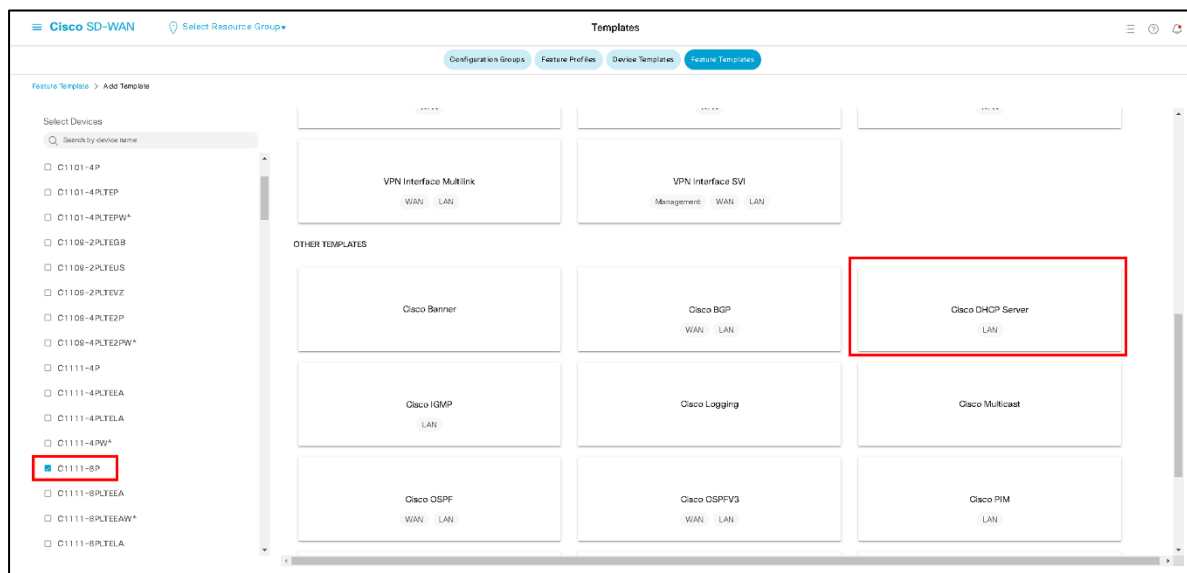 Cisco SD-WAN
Select Resource Group
Templates
Configuration Groups
Feature Profiles
Device Templates
Feature Templates
Feature Template > Add Template
Select Devices
Search by device name
C1101-4P
C1101-4PLTEP
C1101-4PLTEPW*
C1109-2PLTEGB
C1109-2PLTEUS
C1109-2PLTEVZ
C1109-4PLTE2P
C1109-4PLTE2PW*
C1111-4P
C1111-4PLTEEA
C1111-4PLTELA
C1111-4PW*
C1111-8P
C1111-8PLTEEA
C1111-8PLTEEAW*
C1111-8PLTELA
VPN Interface Multilink
WAN LAN
VPN Interface SVI
Management WAN LAN
OTHER TEMPLATES
Cisco Banner
Cisco BGP
WAN LAN
Cisco DHCP Server
LAN
Cisco IGMP
LAN
Cisco Logging
Cisco Multicast
Cisco OSPF
WAN LAN
Cisco OSPFV3
WAN LAN
Cisco PIM
LAN